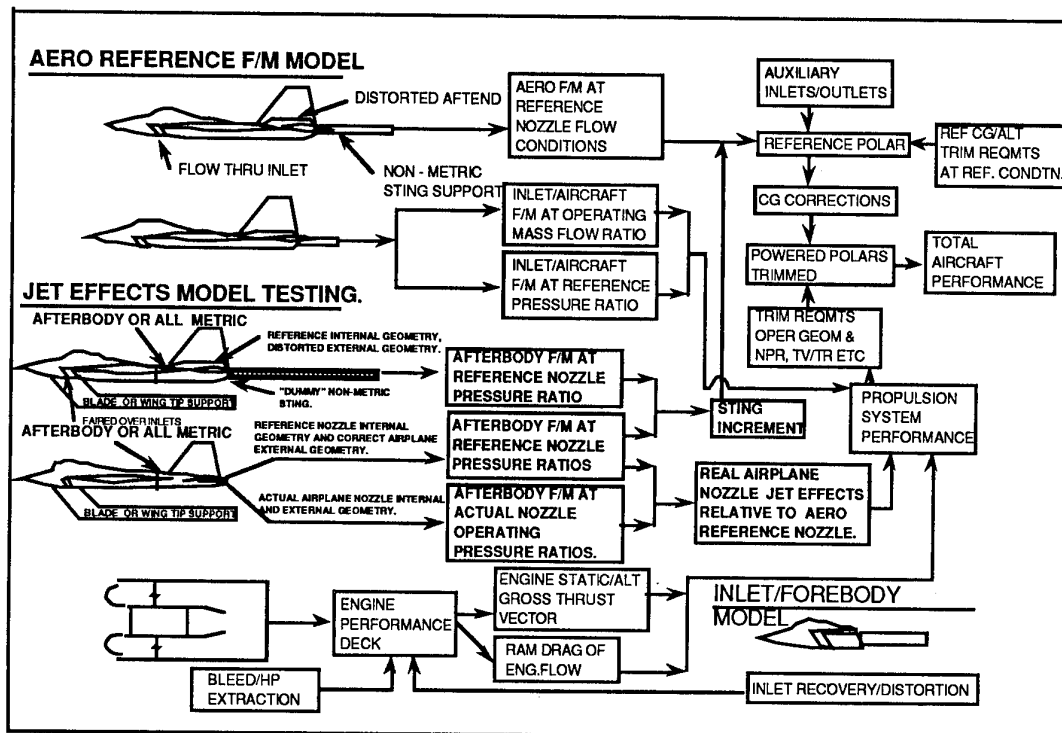 AERO REFERENCE F/M MODEL
DISTORTED AFTEND
FLOW THRU INLET
NON - METRIC
STING SUPPORT
AERO F/M AT
REFERENCE
NOZZLE FLOW
CONDITIONS
AUXILIARY
INLETS/OUTLETS
REFERENCE POLAR
REF CG/ALT
TRIM REQMTS
AT REF. CONDTN.
INLET/AIRCRAFT
F/M AT OPERATING
MASS FLOW RATIO
CG CORRECTIONS
INLET/AIRCRAFT
F/M AT REFERENCE
PRESSURE RATIO
POWERED POLARS
TRIMMED
TOTAL
AIRCRAFT
PERFORMANCE
JET EFFECTS MODEL TESTING.
AFTERBODY OR ALL METRIC
REFERENCE INTERNAL GEOMETRY,
DISTORTED EXTERNAL GEOMETRY.
"DUMMY" NON-METRIC
STING.
BLADE OR WING TIP SUPPORT
FAIRED OVER INLETS
AFTERBODY F/M AT
REFERENCE NOZZLE
PRESSURE RATIO
TRIM REQMTS
OPER GEOM &
NPR, TV/TR ETC
STING
INCREMENT
PROPULSION
SYSTEM
PERFORMANCE
AFTERBODY OR ALL METRIC
REFERENCE NOZZLE INTERNAL
GEOMETRY AND CORRECT AIRPLANE
EXTERNAL GEOMETRY.
AFTERBODY F/M AT
REFERENCE NOZZLE
PRESSURE RATIOS
BLADE OR WING TIP SUPPORT
ACTUAL AIRPLANE NOZZLE INTERNAL
AND EXTERNAL GEOMETRY.
AFTERBODY F/M AT
ACTUAL NOZZLE
OPERATING
PRESSURE RATIOS.
REAL AIRPLANE
NOZZLE JET EFFECTS
RELATIVE TO AERO
REFERENCE NOZZLE.
ENGINE
PERFORMANCE
DECK
ENGINE STATIC/ALT
GROSS THRUST
VECTOR
RAM DRAG OF
ENG.FLOW
INLET/FOREBODY
MODEL
BLEED/HP
EXTRACTION
INLET RECOVERY/DISTORTION